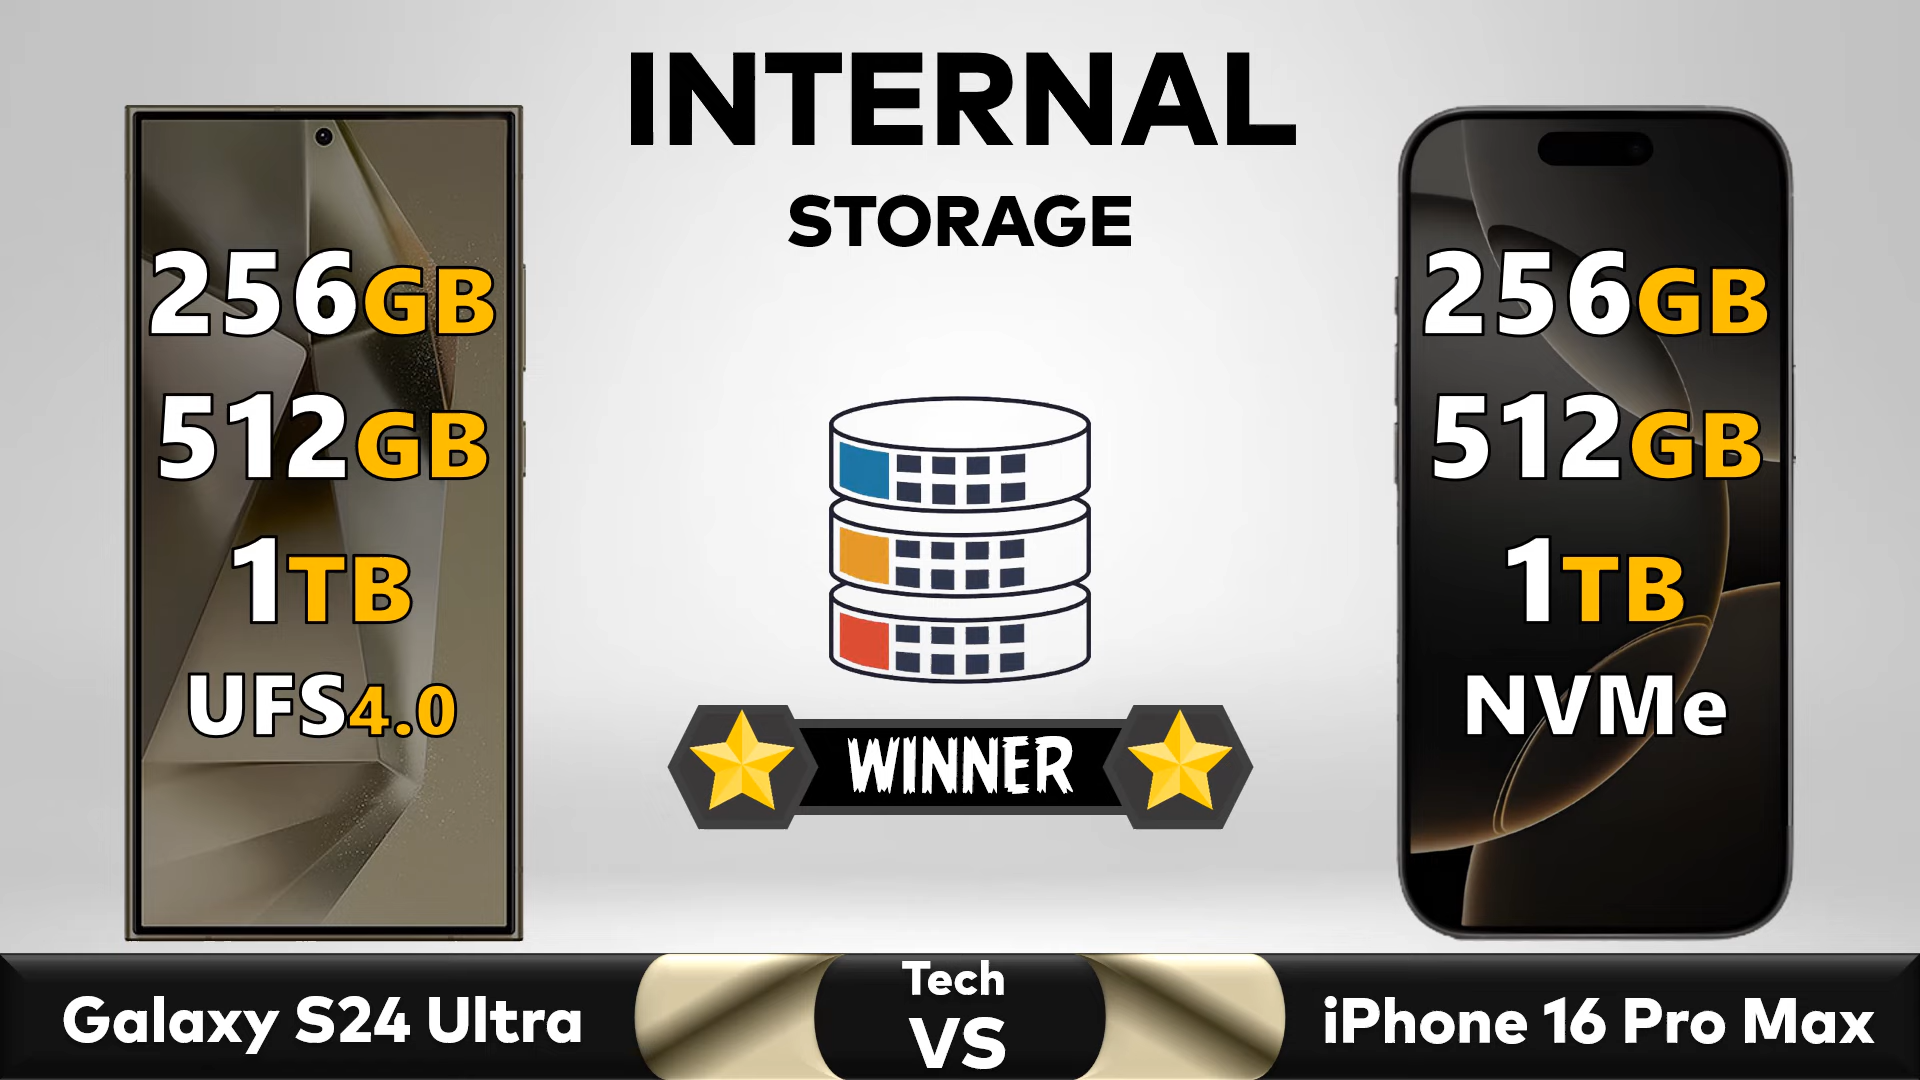 INTERNAL
STORAGE
256GB
512GB
1TB
UFS4.0
256GB
512GB
1TB
NVMe
WINNER
Galaxy S24 Ultra
Tech
VS
iPhone 16 Pro Max